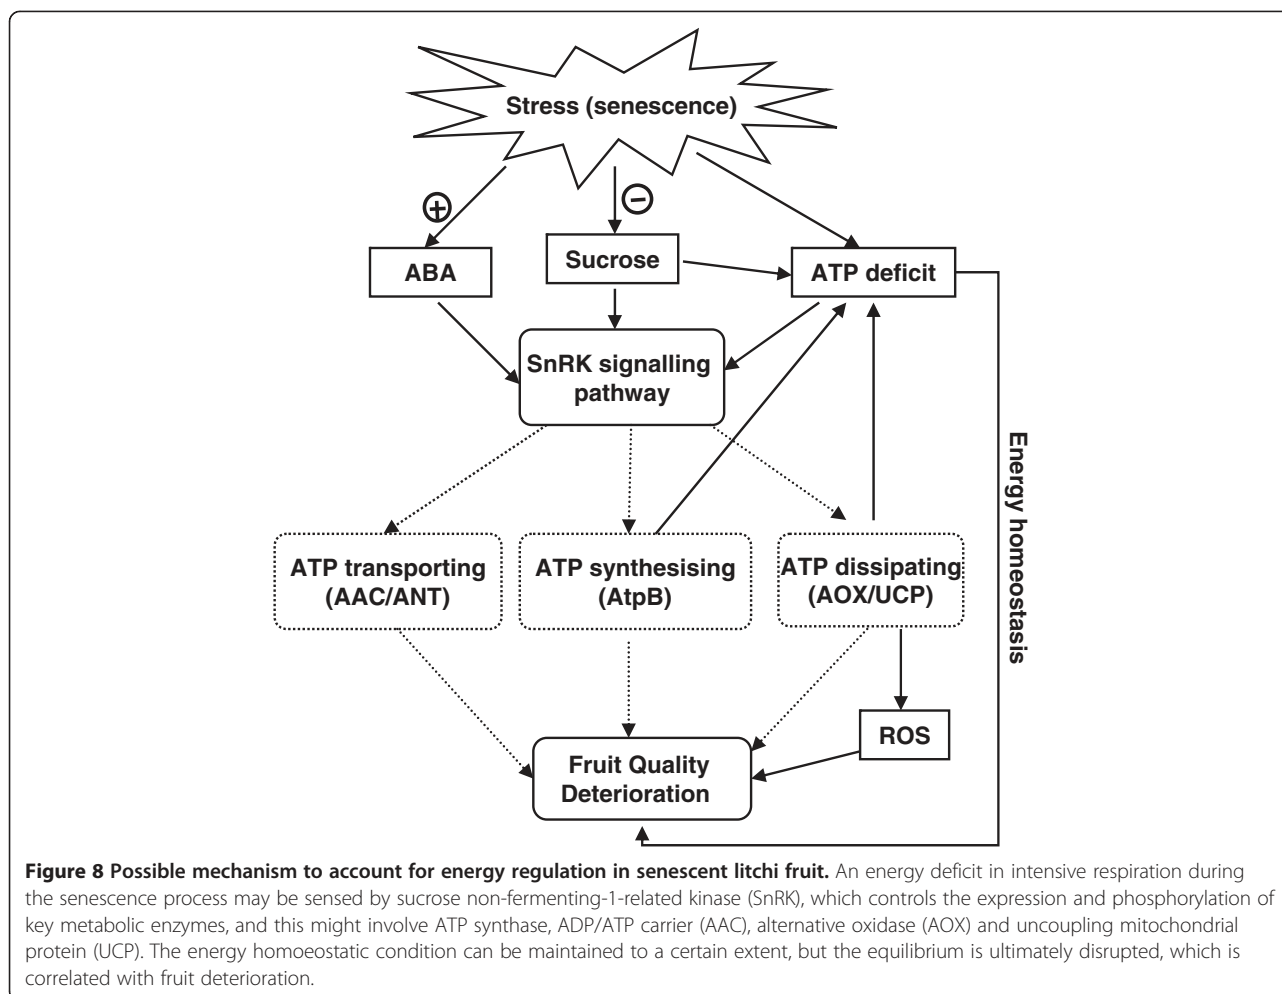 Stress (senescence)
+
−
ABA
Sucrose
ATP deficit
SnRK signalling
pathway
Energy homeostasis
ATP transporting
(AAC/ANT)
ATP synthesising
(AtpB)
ATP dissipating
(AOX/UCP)
ROS
Fruit Quality
Deterioration
Figure 8 Possible mechanism to account for energy regulation in senescent litchi fruit. An energy deficit in intensive respiration during
the senescence process may be sensed by sucrose non-fermenting-1-related kinase (SnRK), which controls the expression and phosphorylation of
key metabolic enzymes, and this might involve ATP synthase, ADP/ATP carrier (AAC), alternative oxidase (AOX) and uncoupling mitochondrial
protein (UCP). The energy homoeostatic condition can be maintained to a certain extent, but the equilibrium is ultimately disrupted, which is
correlated with fruit deterioration.